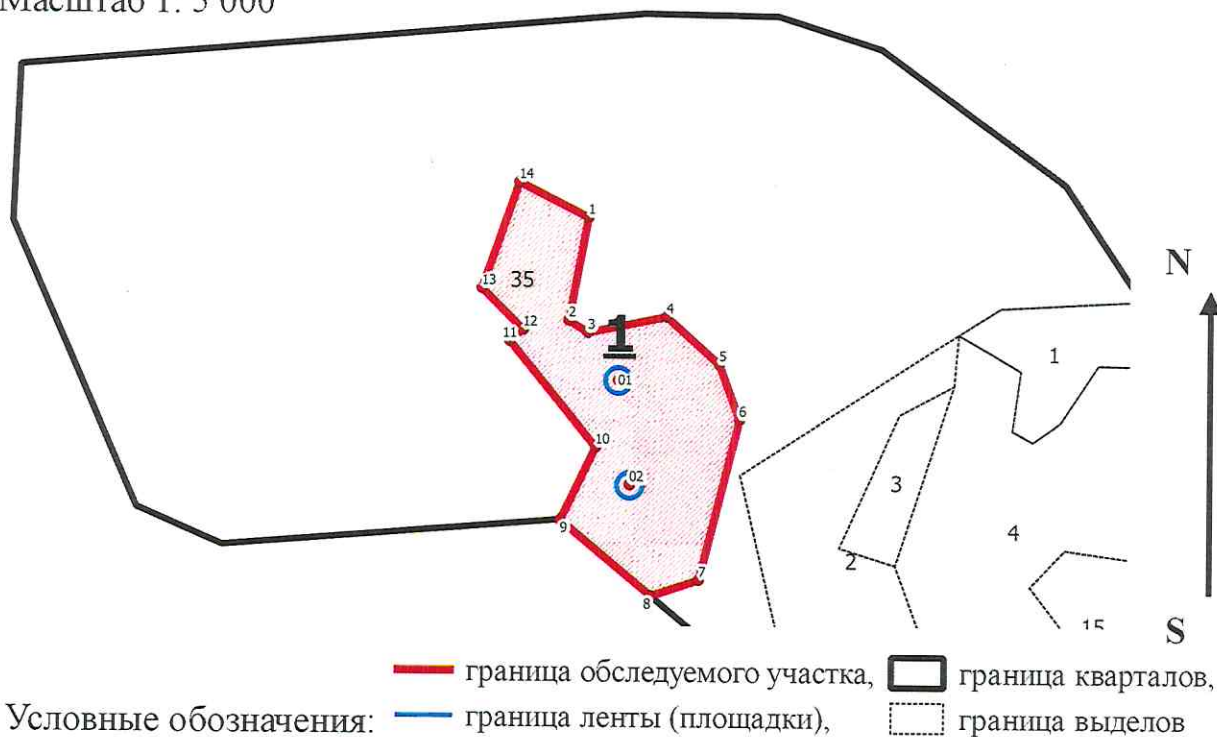 Масштаб 1: 5 000
14
1
N
13
35
2
3
4
1
12
11
1
5
01
6
10
3
02
4
9
2
7
8
15
S
граница обследуемого участка,
граница кварталов,
Условные обозначения:
граница ленты (площадки),
граница выделов